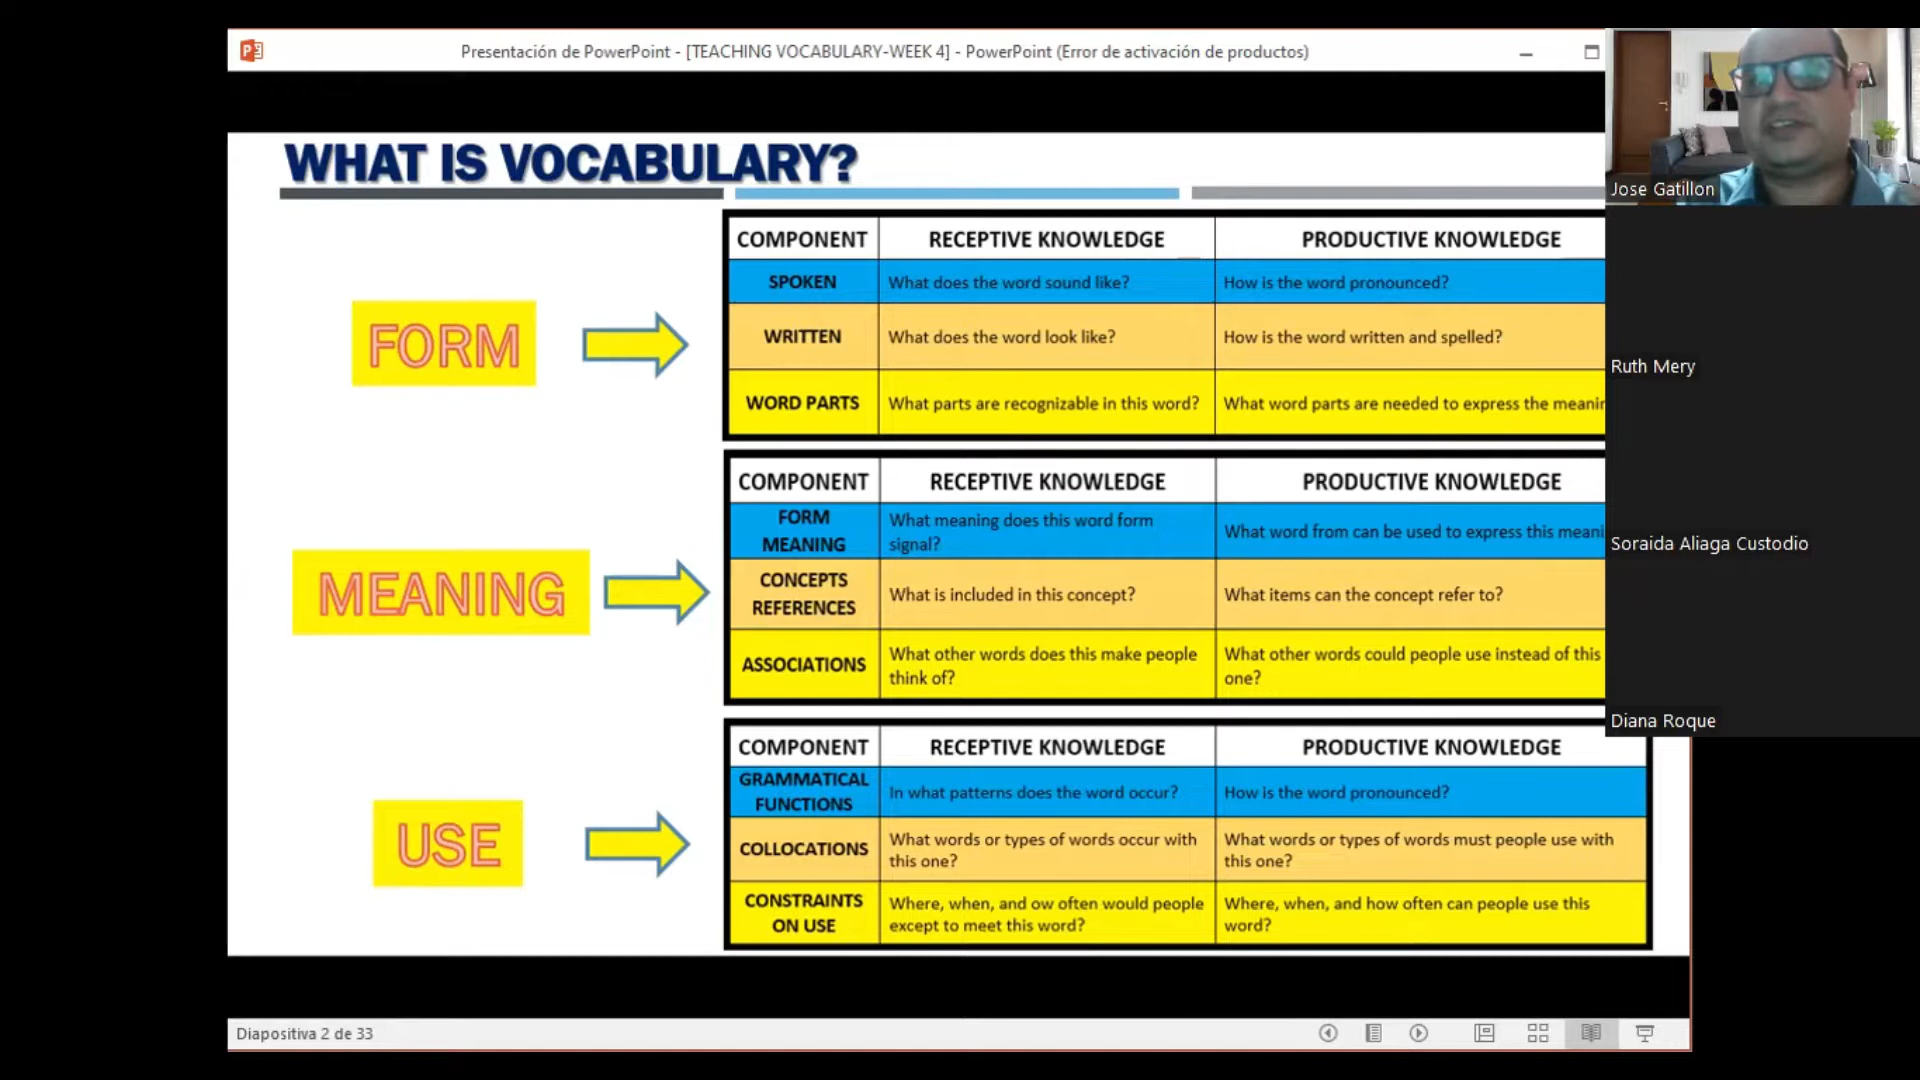 Presentación de PowerPoint - [TEACHING VOCABULARY-WEEK 4] - PowerPoint (Error de activación de productos)
WHAT IS VOCABULARY?
FORM
COMPONENT RECEPTIVE KNOWLEDGE PRODUCTIVE KNOWLEDGE
SPOKEN What does the word sound like? How is the word pronounced?
WRITTEN What does the word look like? How is the word written and spelled?
WORD PARTS What parts are recognizable in this word? What word parts are needed to express the meanin
MEANING
COMPONENT RECEPTIVE KNOWLEDGE PRODUCTIVE KNOWLEDGE
FORM
MEANING
What meaning does this word form
signal?
What word from can be used to express this meani
CONCEPTS
REFERENCES
What is included in this concept?
What items can the concept refer to?
ASSOCIATIONS
What other words does this make people
think of?
What other words could people use instead of this
one?
USE
COMPONENT RECEPTIVE KNOWLEDGE PRODUCTIVE KNOWLEDGE
GRAMMATICAL
FUNCTIONS
In what patterns does the word occur?
How is the word pronounced?
COLLOCATIONS
What words or types of words occur with
this one?
What words or types of words must people use with
this one?
CONSTRAINTS
ON USE
Where, when, and ow often would people
except to meet this word?
Where, when, and how often can people use this
word?
Jose Gatillon
Ruth Mery
Soraida Aliaga Custodio
Diana Roque
Diapositiva 2 de 33